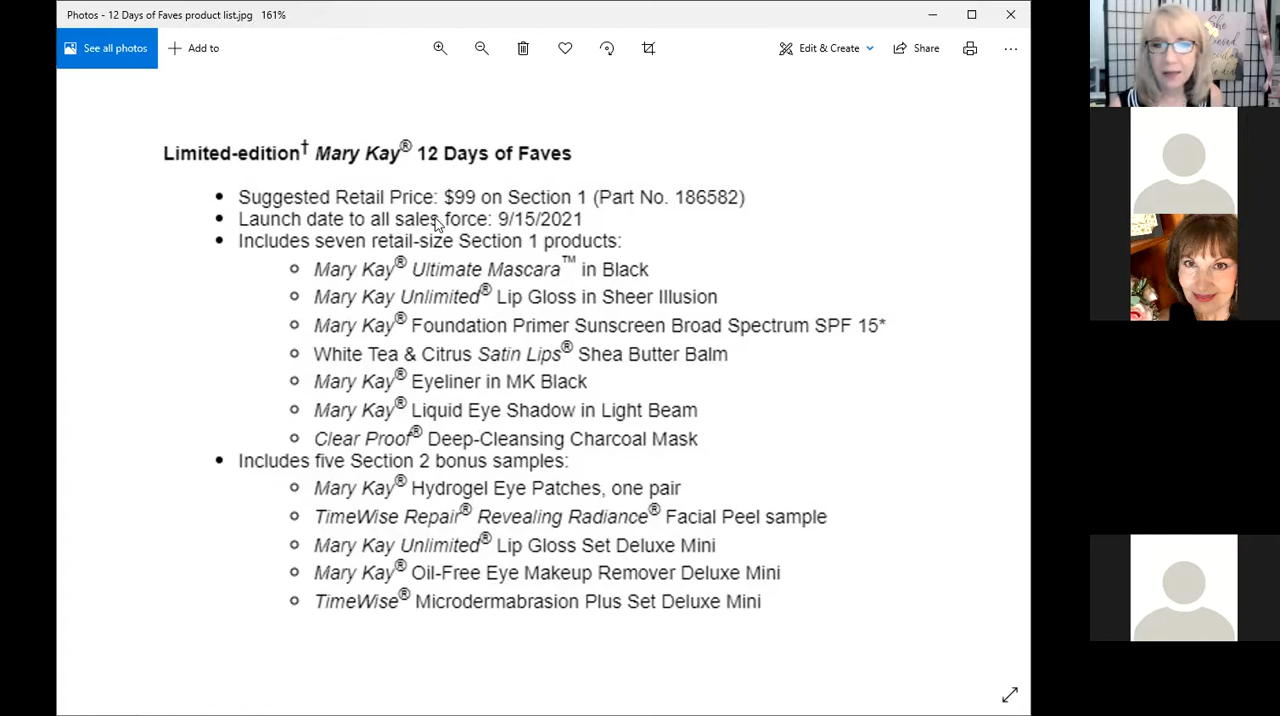 Photos - 12 Days of Faves product list.jpg 161%
See all photos
Add to
Edit & Create
Share
Limited-edition† Mary Kay® 12 Days of Faves
• Suggested Retail Price: $99 on Section 1 (Part No. 186582)
• Launch date to all sales force: 9/15/2021
• Includes seven retail-size Section 1 products:
o Mary Kay® Ultimate Mascara™ in Black
o Mary Kay Unlimited® Lip Gloss in Sheer Illusion
o Mary Kay® Foundation Primer Sunscreen Broad Spectrum SPF 15*
o White Tea & Citrus Satin Lips® Shea Butter Balm
o Mary Kay® Eyeliner in MK Black
o Mary Kay® Liquid Eye Shadow in Light Beam
o Clear Proof® Deep-Cleansing Charcoal Mask
• Includes five Section 2 bonus samples:
o Mary Kay® Hydrogel Eye Patches, one pair
o TimeWise Repair® Revealing Radiance® Facial Peel sample
o Mary Kay Unlimited® Lip Gloss Set Deluxe Mini
o Mary Kay® Oil-Free Eye Makeup Remover Deluxe Mini
o TimeWise® Microdermabrasion Plus Set Deluxe Mini
She